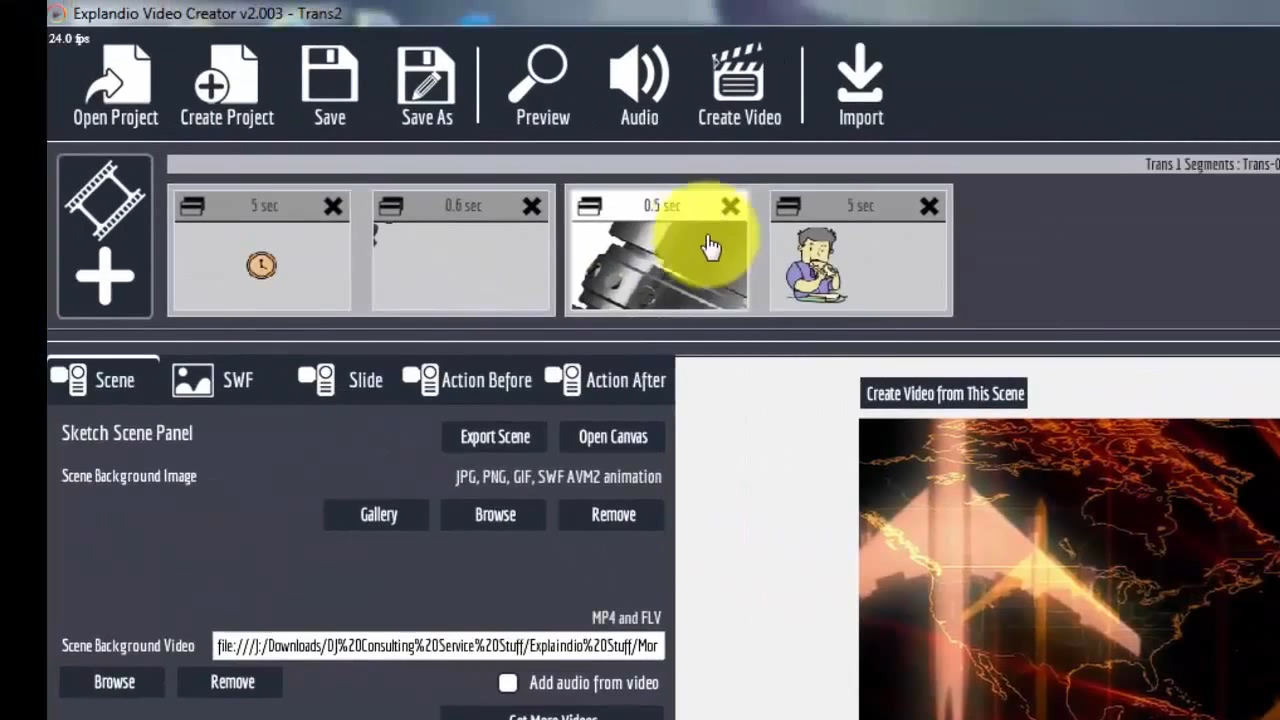 Explandio Video Creator v2.003 - Trans2
24.0 fps
Open Project Create Project Save Save As Preview Audio Create Video Import
Trans 1 Segments : Trans-0
5 sec 0.6 sec 0.5 sec 5 sec
Scene SWF Slide Action Before Action After
Create Video from This Scene
Sketch Scene Panel Export Scene Open Canvas
Scene Background Image JPG, PNG, GIF, SWF AVM2 animation
Gallery Browse Remove
MP4 and FLV
Scene Background Video file:///J:/Downloads/DJ%20Consulting%20Service%20Stuff/Explaindio%20Stuff/Mor
Browse Remove Add audio from video
Get More Videos